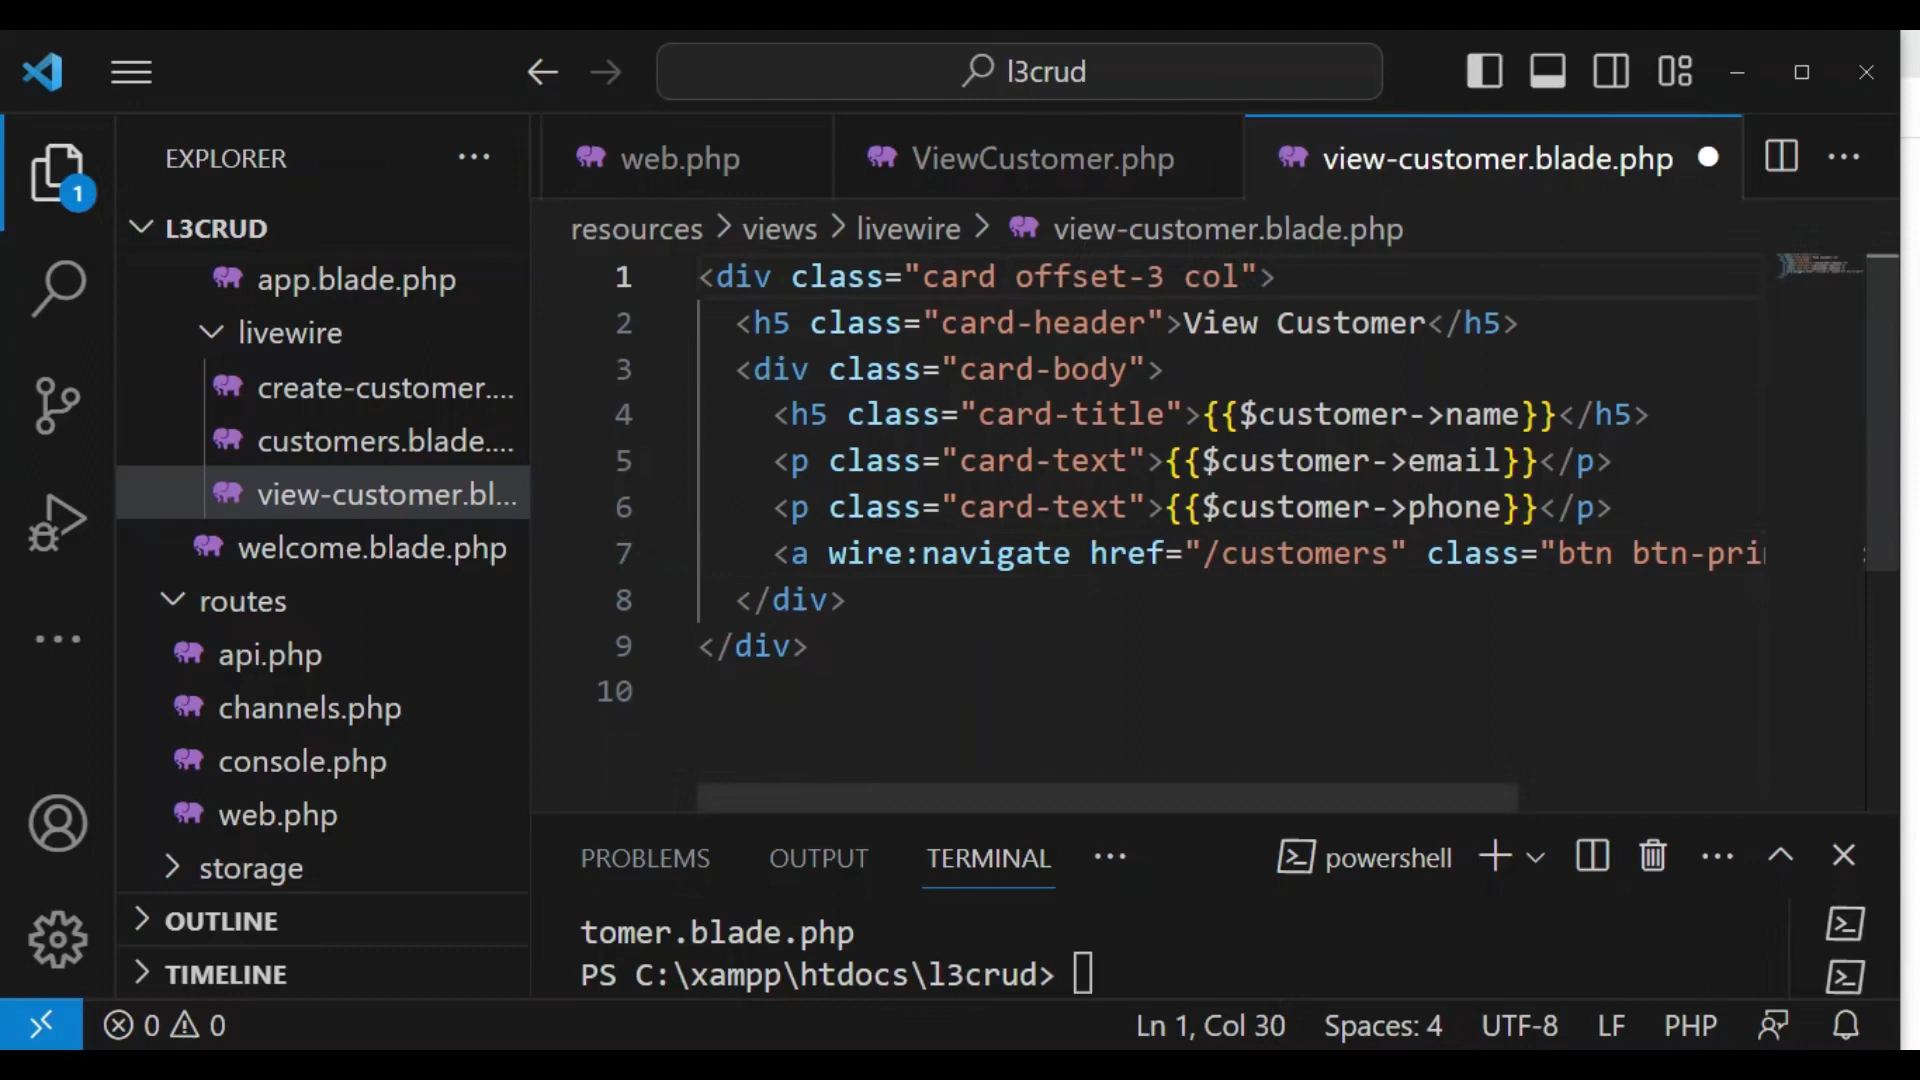 l3crud
EXPLORER
1
L3CRUD
app.blade.php
livewire
create-customer....
customers.blade....
view-customer.bl...
welcome.blade.php
routes
api.php
channels.php
console.php
web.php
storage
OUTLINE
TIMELINE
web.php
ViewCustomer.php
view-customer.blade.php
resources > views > livewire > view-customer.blade.php
1 <div class="card offset-3 col">
2 <h5 class="card-header">View Customer</h5>
3 <div class="card-body">
4 <h5 class="card-title">{{$customer->name}}</h5>
5 <p class="card-text">{{$customer->email}}</p>
6 <p class="card-text">{{$customer->phone}}</p>
7 <a wire:navigate href="/customers" class="btn btn-pri
8 </div>
9 </div>
10
PROBLEMS OUTPUT TERMINAL ... powershell
tomer.blade.php
PS C:\xampp\htdocs\l3crud>
0 0 Ln 1, Col 30 Spaces: 4 UTF-8 LF PHP